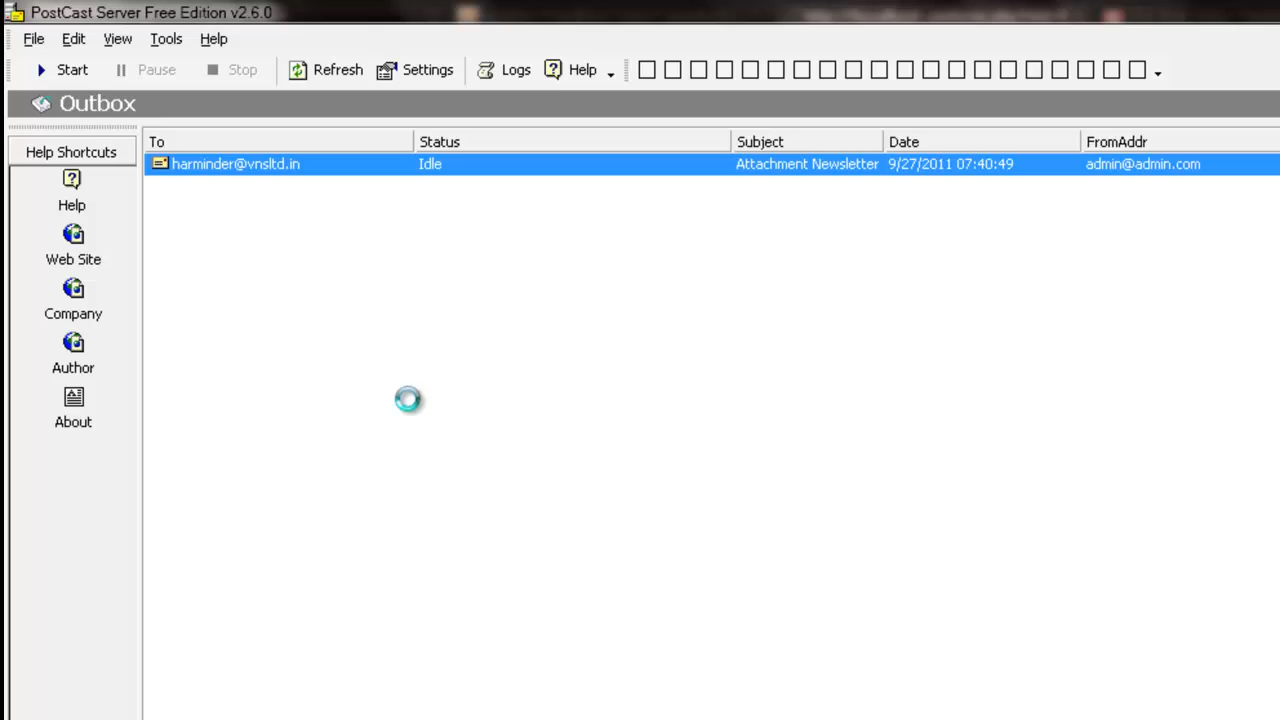 PostCast Server Free Edition v2.6.0
File Edit View Tools Help
Start Pause Stop Refresh Settings Logs Help
Outbox
Help Shortcuts
Help
Web Site
Company
Author
About
To Status Subject Date FromAddr
harminder@vnsltd.in Idle Attachment Newsletter 9/27/2011 07:40:49 admin@admin.com